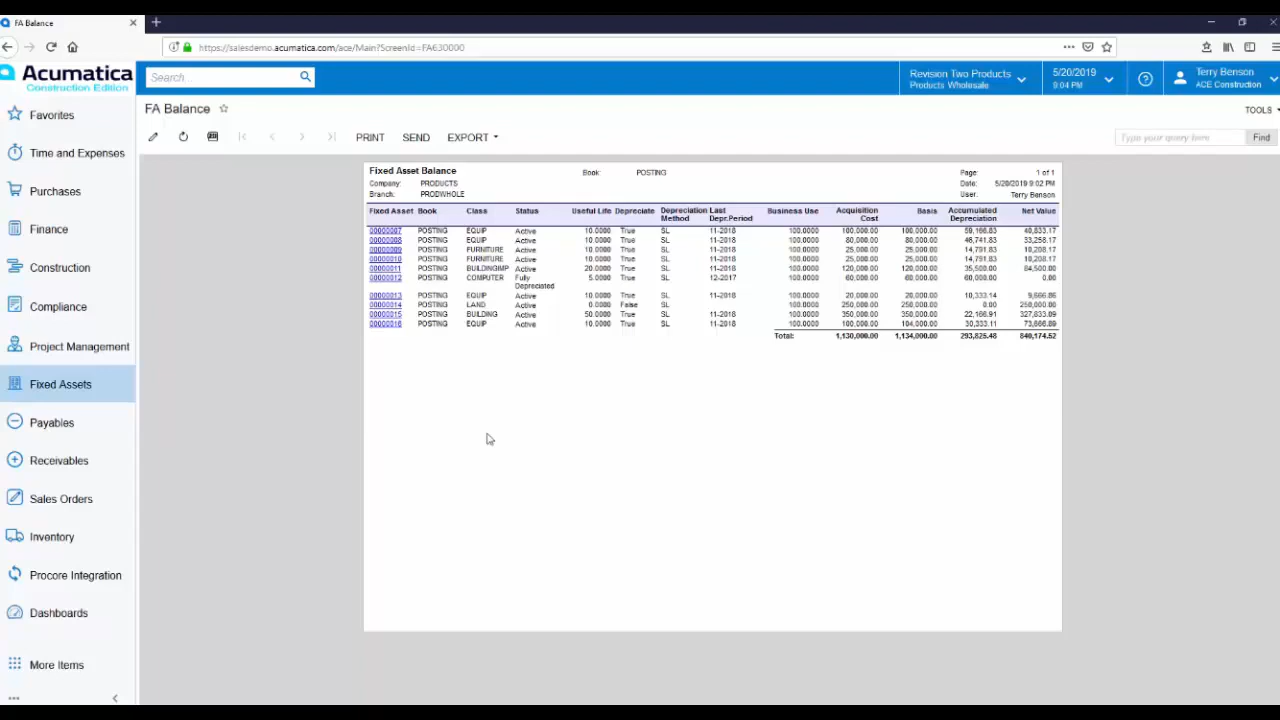 FA Balance
https://salesdemo.acumatica.com/ace/Main?ScreenId=FA630000
Acumatica
Construction Edition
Search...
Revision Two Products
Products Wholesale
5/20/2019
9:04 PM
Terry Benson
ACE Construction
Favorites
Time and Expenses
Purchases
Finance
Construction
Compliance
Project Management
Fixed Assets
Payables
Receivables
Sales Orders
Inventory
Procore Integration
Dashboards
More Items
FA Balance
TOOLS
PRINT SEND EXPORT
Type your query here Find
Fixed Asset Balance Book: POSTING Page: 1 of 1
Company: PRODUCTS Date: 5/20/2019 9:02 PM
Branch: PRODWHOLE User: Terry Benson
Fixed Asset Book Class Status Useful Life Depreciate Depreciation Method Last Depr.Period Business Use Acquisition Cost Basis Accumulated Depreciation Net Value
00000007 POSTING EQUIP Active 10.0000 True SL 11-2018 100.0000 100,000.00 100,000.00 59,166.83 40,833.17
00000008 POSTING EQUIP Active 10.0000 True SL 11-2018 100.0000 80,000.00 80,000.00 46,741.83 33,258.17
00000009 POSTING FURNITURE Active 10.0000 True SL 11-2018 100.0000 25,000.00 25,000.00 14,791.83 10,208.17
00000010 POSTING FURNITURE Active 10.0000 True SL 11-2018 100.0000 25,000.00 25,000.00 14,791.83 10,208.17
00000011 POSTING BUILDINGIMP Active 20.0000 True SL 11-2018 100.0000 120,000.00 120,000.00 35,500.00 84,500.00
00000012 POSTING COMPUTER Fully Depreciated 5.0000 True SL 12-2017 100.0000 60,000.00 60,000.00 60,000.00 0.00
00000013 POSTING EQUIP Active 10.0000 True SL 11-2018 100.0000 20,000.00 20,000.00 10,333.14 9,666.86
00000014 POSTING LAND Active 0.0000 False SL 100.0000 250,000.00 250,000.00 0.00 250,000.00
00000015 POSTING BUILDING Active 50.0000 True SL 11-2018 100.0000 350,000.00 350,000.00 22,166.91 327,833.09
00000016 POSTING EQUIP Active 10.0000 True SL 11-2018 100.0000 100,000.00 104,000.00 30,333.11 73,666.89
Total: 1,130,000.00 1,134,000.00 293,825.48 840,174.52